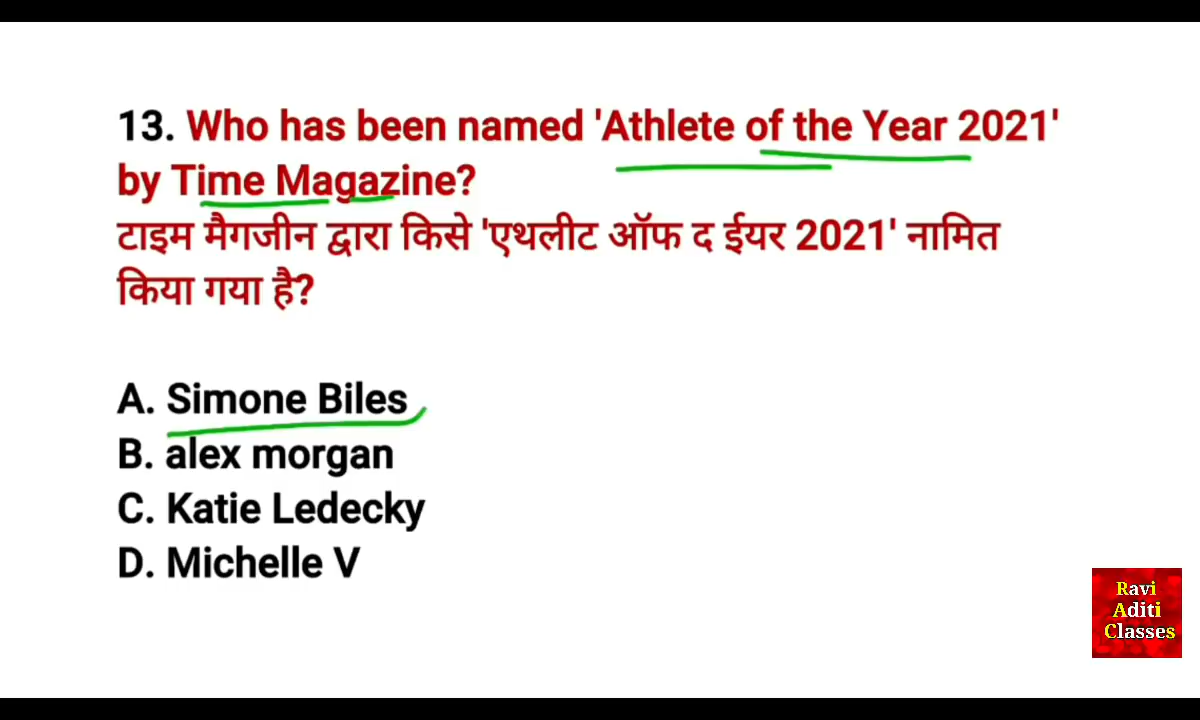 13. Who has been named 'Athlete of the Year 2021'
by Time Magazine?
टाइम मैगजीन द्वारा किसे 'एथलीट ऑफ द ईयर 2021' नामित
किया गया है?
A. Simone Biles
B. alex morgan
C. Katie Ledecky
D. Michelle V
Ravi
Aditi
Classes